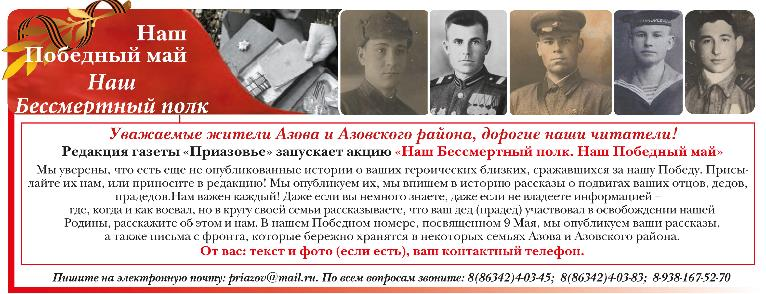 Наш
Победный май
Наш
Бессмертный полк
Уважаемые жители Азова и Азовского района, дорогие наши читатели!
Редакция газеты «Приазовье» запускает акцию «Наш Бессмертный полк. Наш Победный май»
Мы уверены, что есть еще не опубликованные истории о ваших героических близких, сражавшихся за нашу Победу. Присы-
лайте их нам, или приносите в редакцию! Мы опубликуем их, мы впишем в историю рассказы о подвигах ваших отцов, дедов,
прадедов.Нам важен каждый! Даже если вы немного знаете, даже если не владеете информацией –
где, когда и как воевал, но в кругу своей семьи рассказываете, что ваш дед (прадед) участвовал в освобождении нашей
Родины, расскажите об этом и нам. В нашем Победном номере, посвященном 9 Мая, мы опубликуем ваши рассказы,
а также письма с фронта, которые бережно хранятся в некоторых семьях Азова и Азовского района.
От вас: текст и фото (если есть), ваш контактный телефон.
Пишите на электронную почту: priazov@mail.ru. По всем вопросам звоните: 8(86342)4-03-45; 8(86342)4-03-83; 8-938-167-52-70